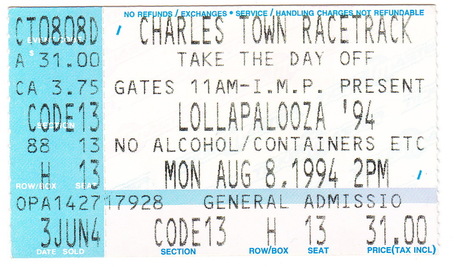 NO REFUNDS / EXCHANGES • SERVICE / HANDLING CHARGES NOT REFUNDABLE
CT0808D CHARLES TOWN RACETRACK
A 31.00 TAKE THE DAY OFF
CA 3.75 GATES 11AM-I.M.P. PRESENT
CODE13 LOLLAPALOOZA '94
SECTION
88 13 NO ALCOHOL/CONTAINERS ETC
H 13 MON AUG 8,1994 2PM
ROW/BOX SEAT
OPA142717928 GENERAL ADMISSIO
3JUN4 CODE13 H 13 31.00
DATE SOLD SECTION ROW/BOX SEAT PRICE(TAX INCL)